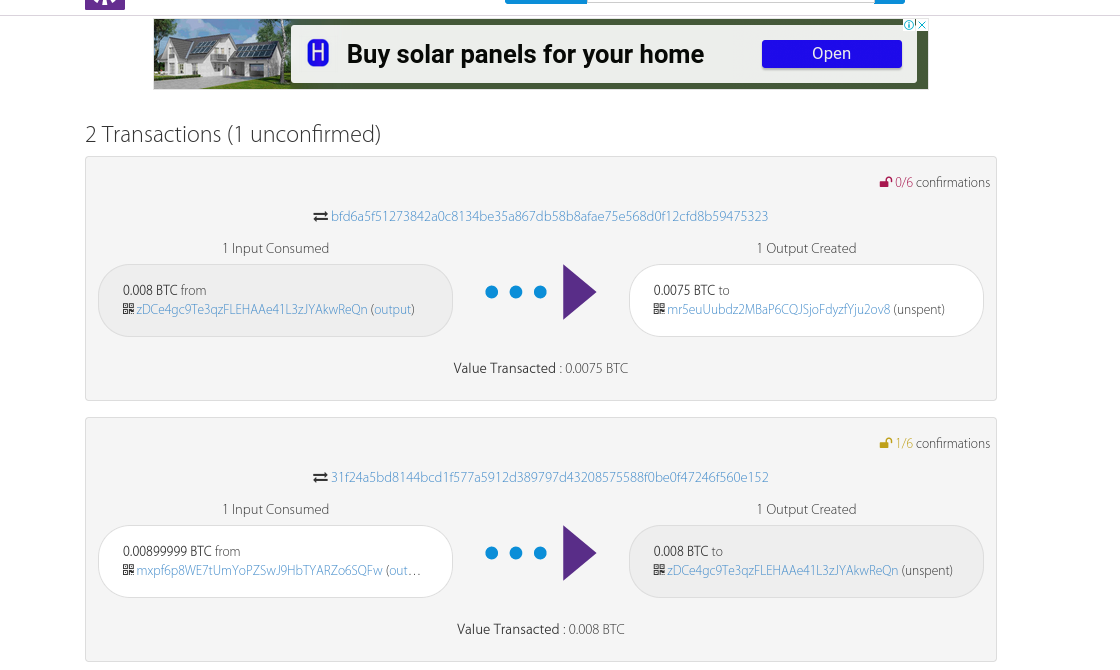 H Buy solar panels for your home Open
2 Transactions (1 unconfirmed)
0/6 confirmations
bfd6a5f51273842a0c8134be35a867db58b8afae75e568d0f12cfd8b59475323
1 Input Consumed 1 Output Created
0.008 BTC from 0.0075 BTC to
zDCe4gc9Te3qzFLEHAAe41L3zJYAkwReQn (output) mr5euUubdz2MBaP6CQJSjoFdyzfYju2ov8 (unspent)
Value Transacted : 0.0075 BTC
1/6 confirmations
31f24a5bd8144bcd1f577a5912d389797d43208575588f0be0f47246f560e152
1 Input Consumed 1 Output Created
0.00899999 BTC from 0.008 BTC to
mxpf6p8WE7tUmYoPZSwJ9HbTYARZo6SQFw (out… zDCe4gc9Te3qzFLEHAAe41L3zJYAkwReQn (unspent)
Value Transacted : 0.008 BTC